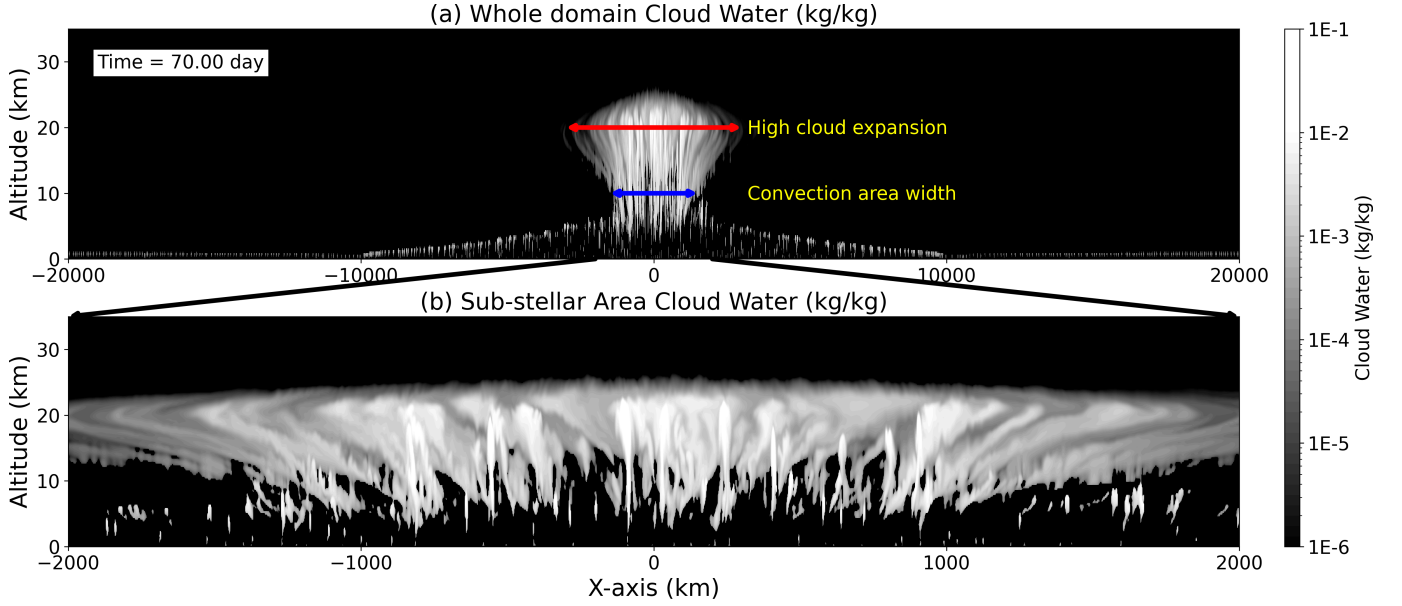 (a) Whole domain Cloud Water (kg/kg)
Time = 70.00 day
High cloud expansion
Convection area width
Altitude (km)
30
20
10
0
−20000
−10000
0
10000
20000
(b) Sub-stellar Area Cloud Water (kg/kg)
Altitude (km)
30
20
10
0
−2000
−1000
0
1000
2000
X-axis (km)
1E-1
1E-2
1E-3
1E-4
1E-5
1E-6
Cloud Water (kg/kg)